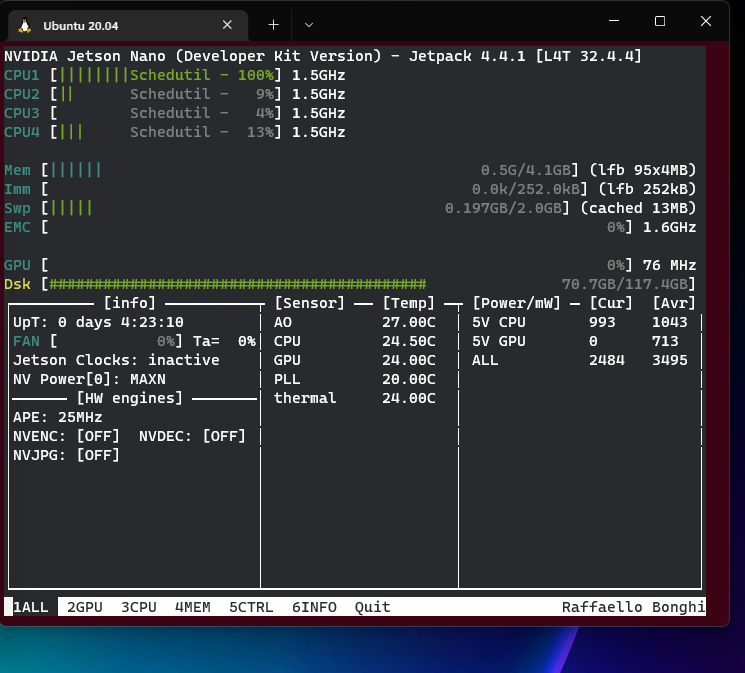 Ubuntu 20.04
NVIDIA Jetson Nano (Developer Kit Version) - Jetpack 4.4.1 [L4T 32.4.4]
CPU1 [||||||||Schedutil - 100%] 1.5GHz
CPU2 [|| Schedutil - 9%] 1.5GHz
CPU3 [ Schedutil - 4%] 1.5GHz
CPU4 [||| Schedutil - 13%] 1.5GHz
Mem [|||||| 0.5G/4.1GB] (lfb 95x4MB)
Imm [ 0.0k/252.0kB] (lfb 252kB)
Swp [||||| 0.197GB/2.0GB] (cached 13MB)
EMC [ 0%] 1.6GHz
GPU [ 0%] 76 MHz
Dsk [########################################## 70.7GB/117.4GB]
[info] [Sensor] [Temp] [Power/mW] [Cur] [Avr]
UpT: 0 days 4:23:10 AO 27.00C 5V CPU 993 1043
FAN [ 0%] Ta= 0% CPU 24.50C 5V GPU 0 713
Jetson Clocks: inactive GPU 24.00C ALL 2484 3495
NV Power[0]: MAXN PLL 20.00C
[HW engines] thermal 24.00C
APE: 25MHz
NVENC: [OFF] NVDEC: [OFF]
NVJPG: [OFF]
1ALL 2GPU 3CPU 4MEM 5CTRL 6INFO Quit Raffaello Bonghi